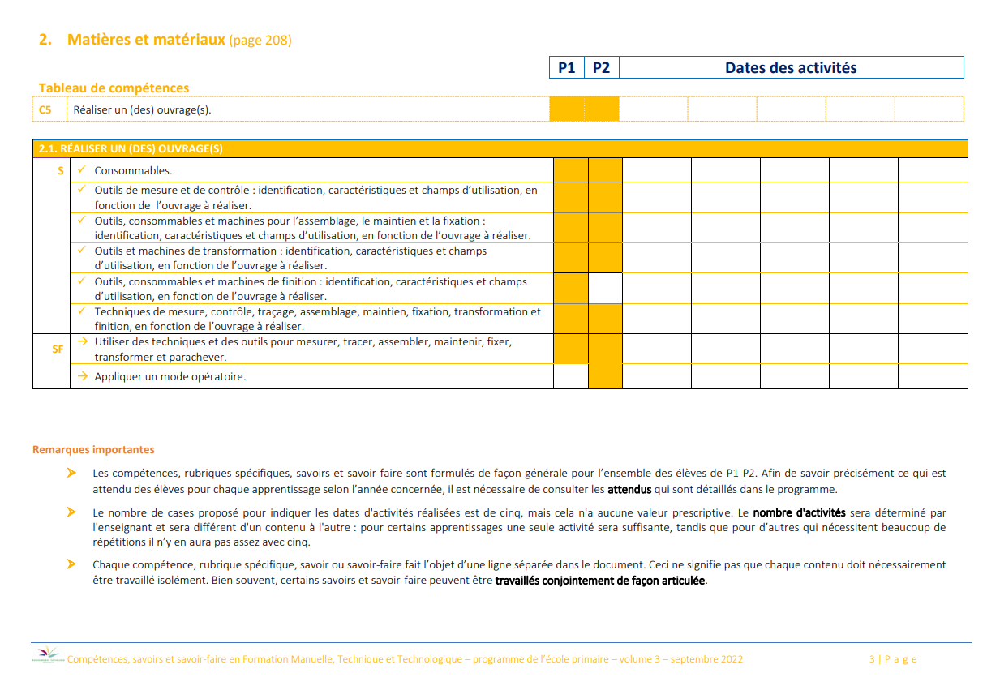 2. Matières et matériaux (page 208)
P1 P2 Dates des activités
Tableau de compétences
C5 Réaliser un (des) ouvrage(s).
2.1. RÉALISER UN (DES) OUVRAGE(S)
S ✓ Consommables.
✓ Outils de mesure et de contrôle : identification, caractéristiques et champs d’utilisation, en
fonction de l’ouvrage à réaliser.
✓ Outils, consommables et machines pour l’assemblage, le maintien et la fixation :
identification, caractéristiques et champs d’utilisation, en fonction de l’ouvrage à réaliser.
✓ Outils et machines de transformation : identification, caractéristiques et champs
d’utilisation, en fonction de l’ouvrage à réaliser.
✓ Outils, consommables et machines de finition : identification, caractéristiques et champs
d’utilisation, en fonction de l’ouvrage à réaliser.
✓ Techniques de mesure, contrôle, traçage, assemblage, maintien, fixation, transformation et
finition, en fonction de l’ouvrage à réaliser.
SF → Utiliser des techniques et des outils pour mesurer, tracer, assembler, maintenir, fixer,
transformer et parachever.
→ Appliquer un mode opératoire.
Remarques importantes
➤ Les compétences, rubriques spécifiques, savoirs et savoir-faire sont formulés de façon générale pour l’ensemble des élèves de P1-P2. Afin de savoir précisément ce qui est
attendu des élèves pour chaque apprentissage selon l’année concernée, il est nécessaire de consulter les attendus qui sont détaillés dans le programme.
➤ Le nombre de cases proposé pour indiquer les dates d'activités réalisées est de cinq, mais cela n'a aucune valeur prescriptive. Le nombre d'activités sera déterminé par
l'enseignant et sera différent d'un contenu à l'autre : pour certains apprentissages une seule activité sera suffisante, tandis que pour d’autres qui nécessitent beaucoup de
répétitions il n’y en aura pas assez avec cinq.
➤ Chaque compétence, rubrique spécifique, savoir ou savoir-faire fait l’objet d’une ligne séparée dans le document. Ceci ne signifie pas que chaque contenu doit nécessairement
être travaillé isolément. Bien souvent, certains savoirs et savoir-faire peuvent être travaillés conjointement de façon articulée.
Compétences, savoirs et savoir-faire en Formation Manuelle, Technique et Technologique – programme de l’école primaire – volume 3 – septembre 2022 3 | P a g e